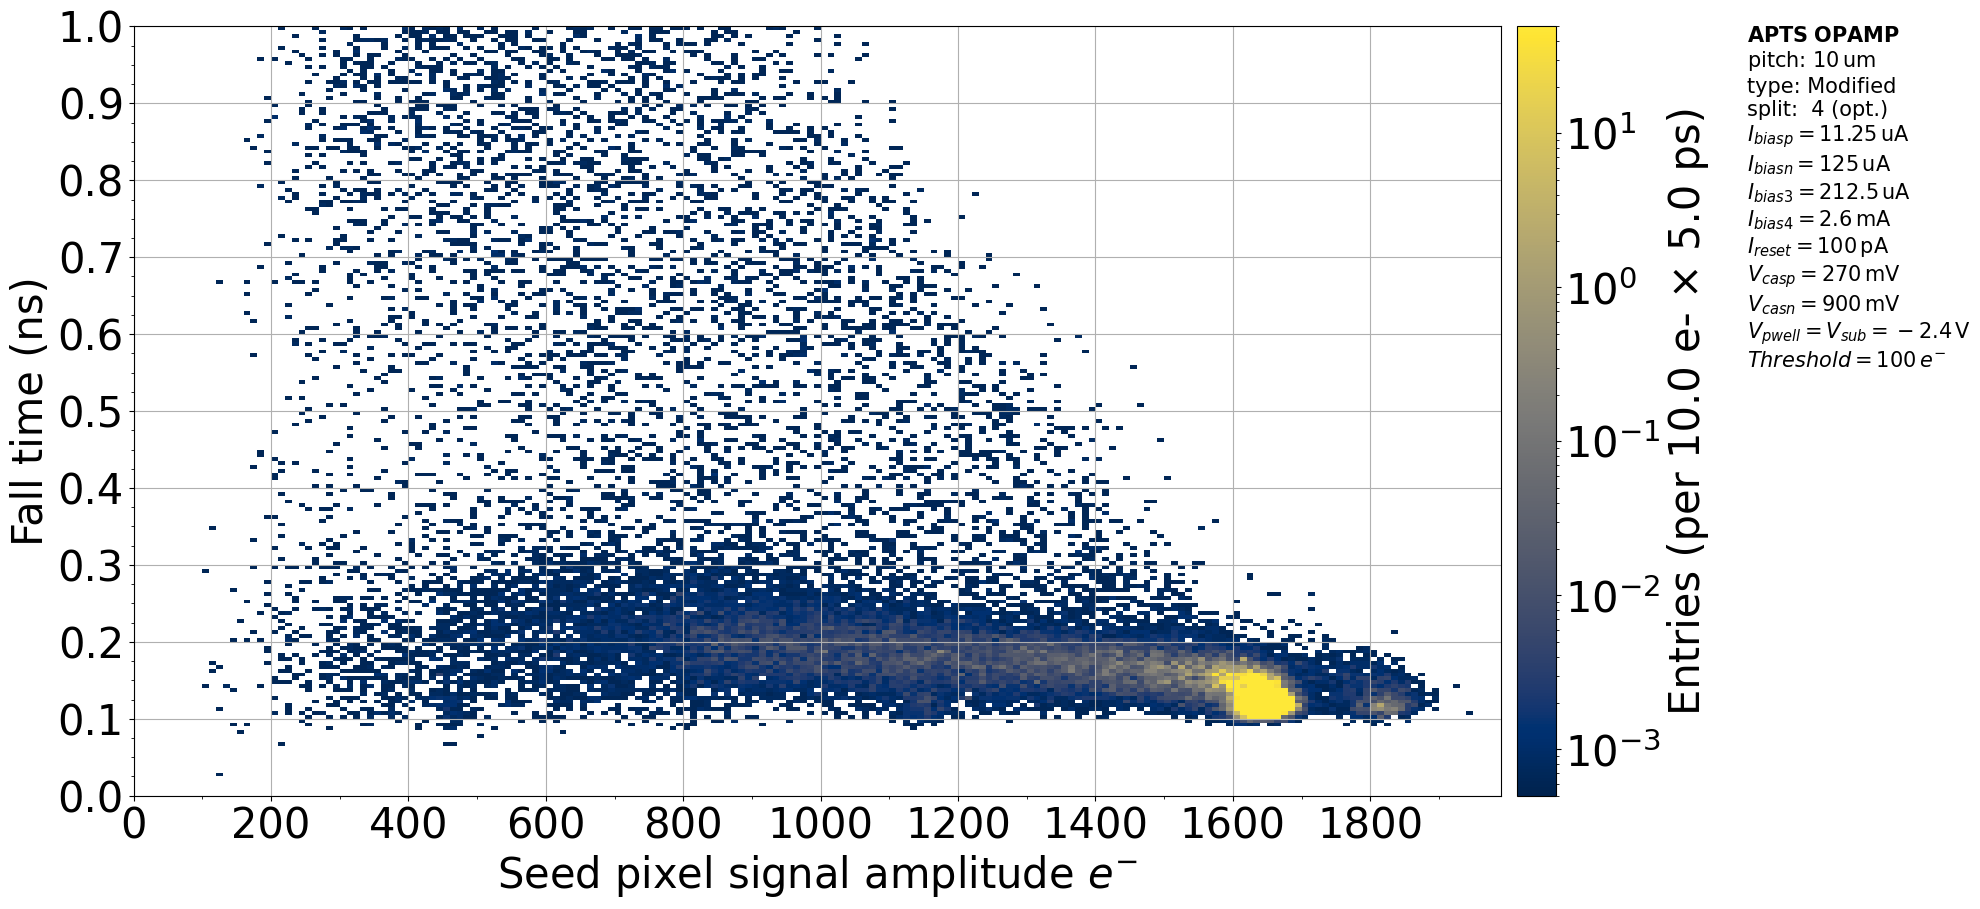 1.0
0.9
0.8
0.7
0.6
0.5
0.4
0.3
0.2
0.1
0.0
Fall time (ns)
0 200 400 600 800 1000 1200 1400 1600 1800
Seed pixel signal amplitude e⁻
10¹
10⁰
10⁻¹
10⁻²
10⁻³
Entries (per 10.0 e- × 5.0 ps)
APTS OPAMP
pitch: 10 um
type: Modified
split: 4 (opt.)
I_biasp = 11.25 uA
I_biasn = 125 uA
I_bias3 = 212.5 uA
I_bias4 = 2.6 mA
I_reset = 100 pA
V_casp = 270 mV
V_casn = 900 mV
V_pwell = V_sub = −2.4 V
Threshold = 100 e⁻